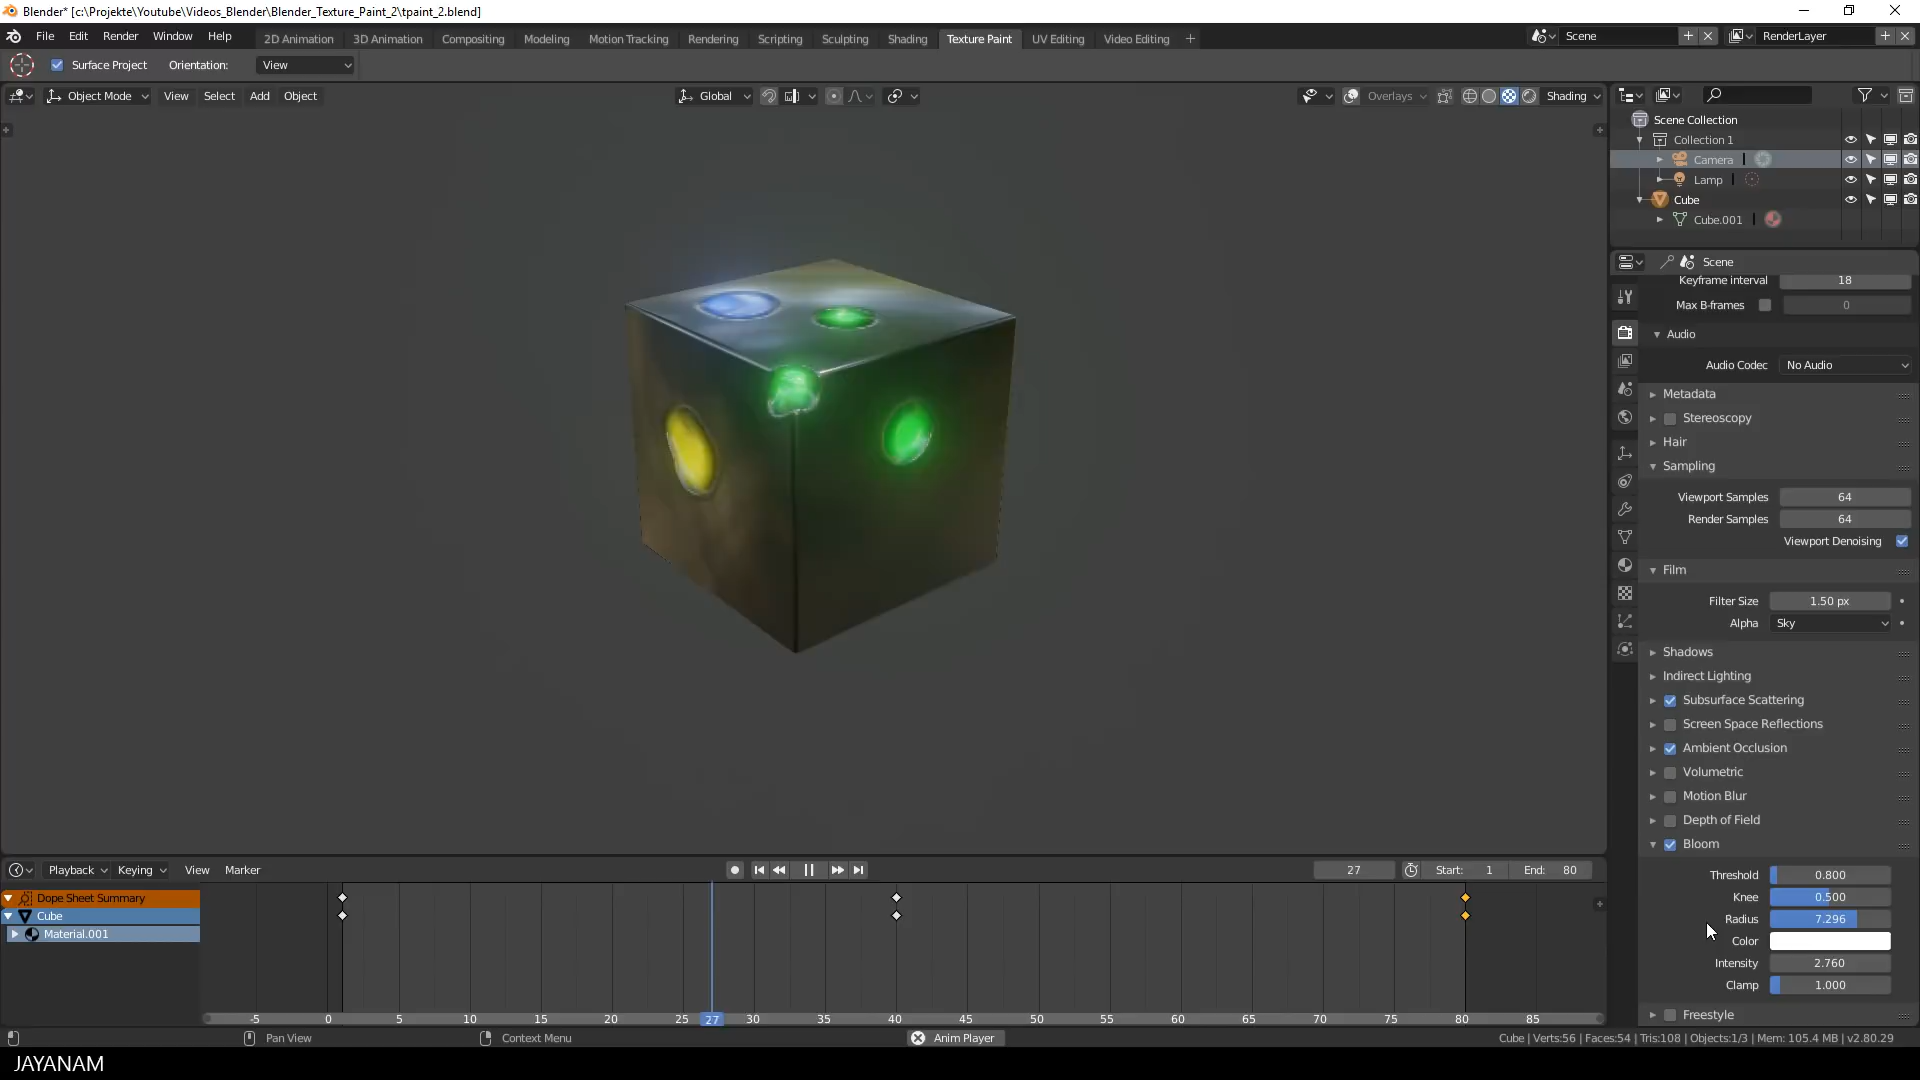 Blender* [c:\Projekte\Youtube\Videos_Blender\Blender_Texture_Paint_2\tpaint_2.blend]
File Edit Render Window Help 2D Animation 3D Animation Compositing Modeling Motion Tracking Rendering Scripting Sculpting Shading Texture Paint UV Editing Video Editing + Scene RenderLayer
Surface Project Orientation: View
Object Mode View Select Add Object Global Overlays Shading
Scene Collection
Collection 1
Camera
Lamp
Cube
Cube.001
Scene
Keyframe interval 18
Max B-frames 0
Audio
Audio Codec No Audio
Metadata
Stereoscopy
Hair
Sampling
Viewport Samples 64
Render Samples 64
Viewport Denoising
Film
Filter Size 1.50 px
Alpha Sky
Shadows
Indirect Lighting
Subsurface Scattering
Screen Space Reflections
Ambient Occlusion
Volumetric
Motion Blur
Depth of Field
Bloom
Threshold 0.800
Knee 0.500
Radius 7.296
Color
Intensity 2.760
Clamp 1.000
Freestyle
Playback Keying View Marker 27 Start: 1 End: 80
Dope Sheet Summary
Cube
Material.001
-5 0 5 10 15 20 25 27 30 35 40 45 50 55 60 65 70 75 80 85
Pan View Context Menu Anim Player Cube | Verts:56 | Faces:54 | Tris:108 | Objects:1/3 | Mem: 105.4 MB | v2.80.29
JAYANAM